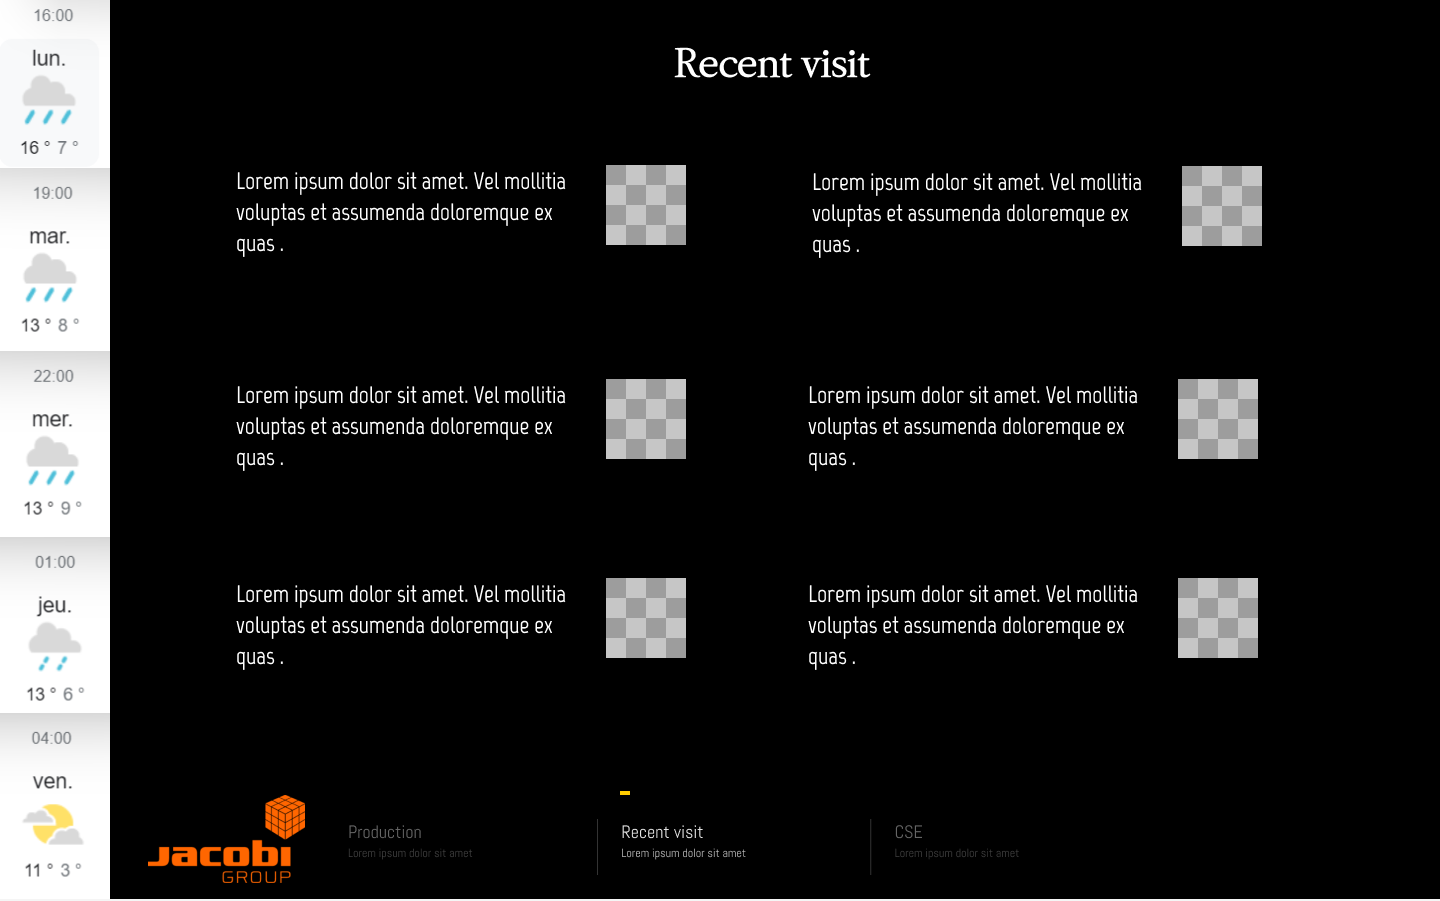 16:00
lun.
16 ° 7 °
19:00
mar.
13 ° 8 °
22:00
mer.
13 ° 9 °
01:00
jeu.
13 ° 6 °
04:00
ven.
11 ° 3 °
Recent visit
Lorem ipsum dolor sit amet. Vel mollitia
voluptas et assumenda doloremque ex
quas .
Lorem ipsum dolor sit amet. Vel mollitia
voluptas et assumenda doloremque ex
quas .
Lorem ipsum dolor sit amet. Vel mollitia
voluptas et assumenda doloremque ex
quas .
Lorem ipsum dolor sit amet. Vel mollitia
voluptas et assumenda doloremque ex
quas .
Lorem ipsum dolor sit amet. Vel mollitia
voluptas et assumenda doloremque ex
quas .
Lorem ipsum dolor sit amet. Vel mollitia
voluptas et assumenda doloremque ex
quas .
Jacobi
GROUP
Production
Lorem ipsum dolor sit amet
Recent visit
Lorem ipsum dolor sit amet
CSE
Lorem ipsum dolor sit amet